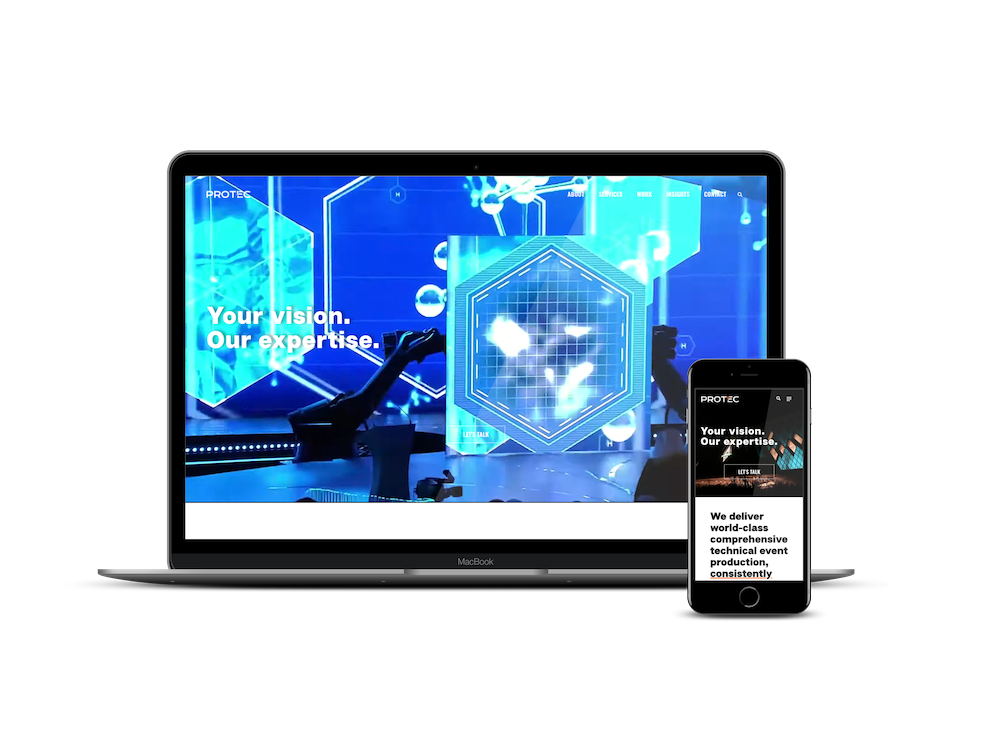 PROTEC
ABOUT SERVICES WORK INSIGHTS CONTACT
H
Your vision.
Our expertise.
H
LET'S TALK
H
MacBook
PROTEC
Your vision.
Our expertise.
LET'S TALK
We deliver
world-class
comprehensive
technical event
production,
consistently